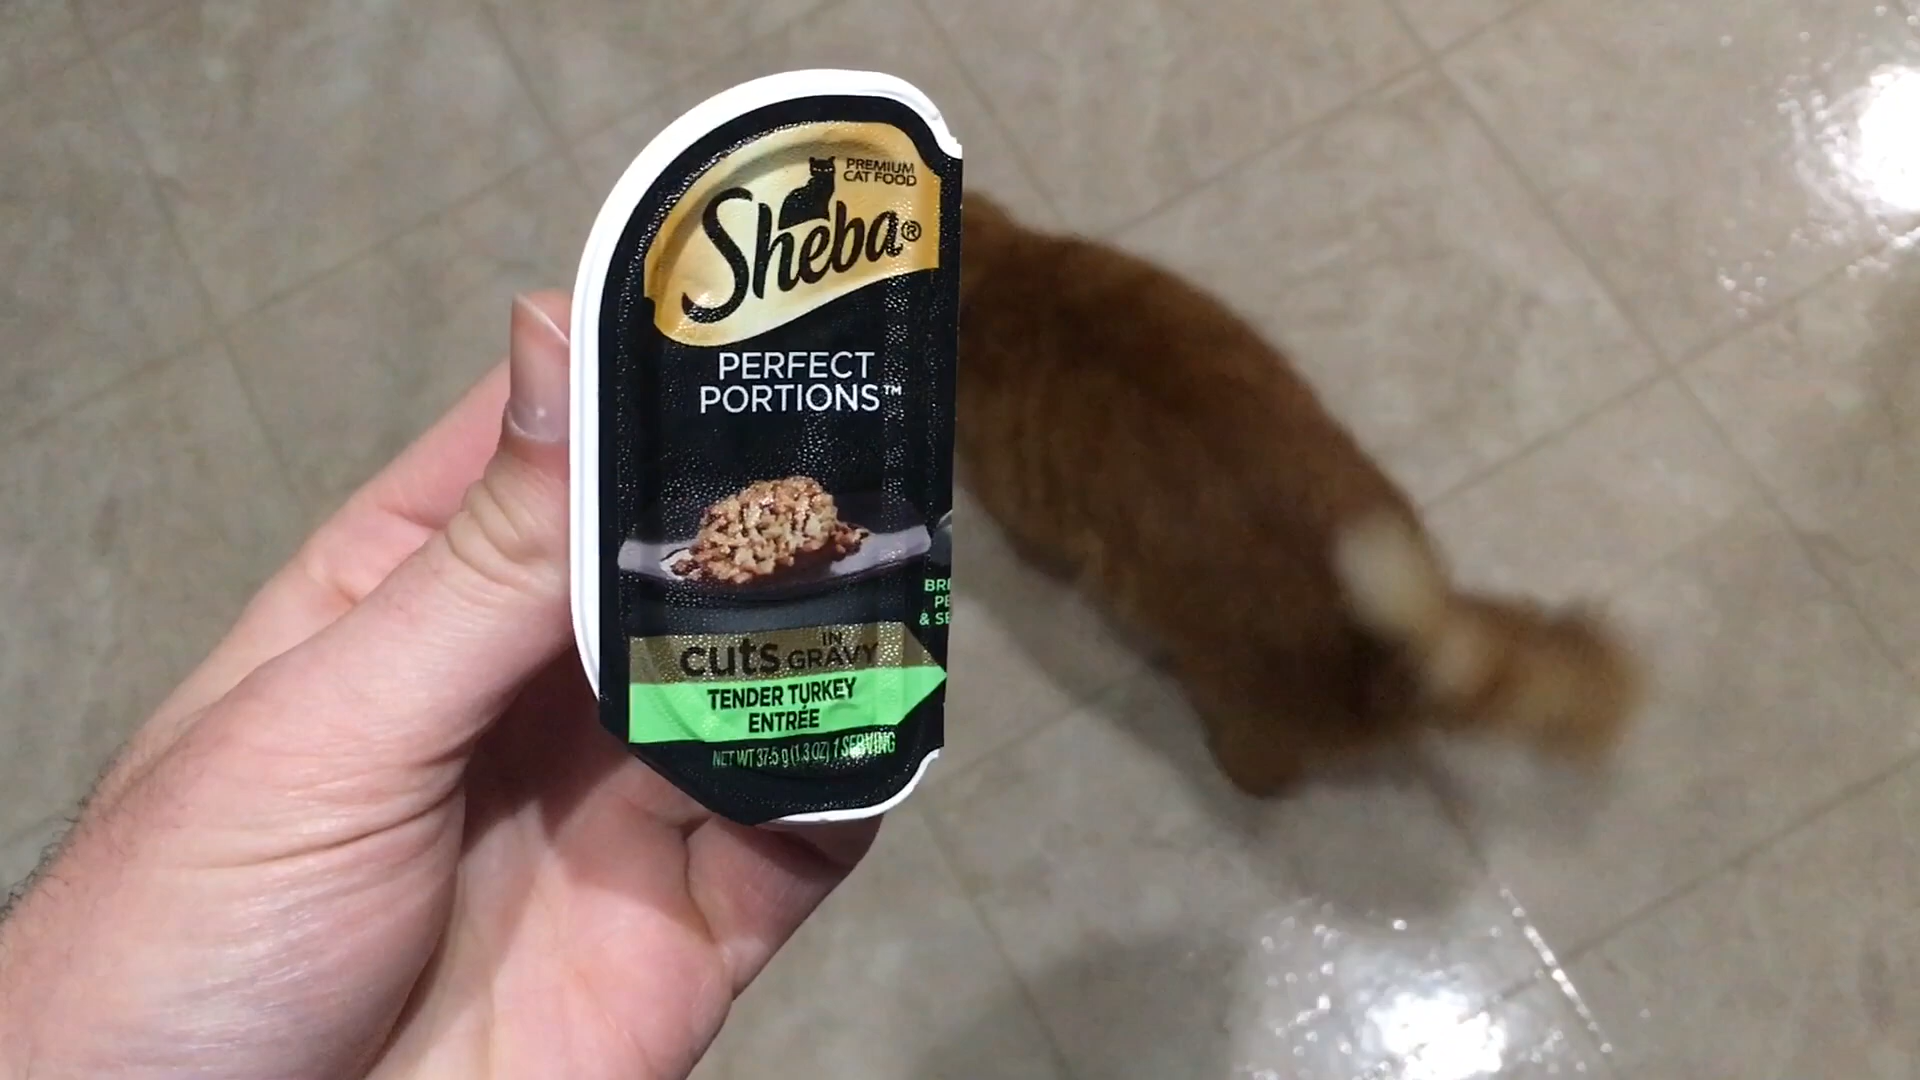 PREMIUM
CAT FOOD
Sheba®
PERFECT
PORTIONS™
cuts IN GRAVY
TENDER TURKEY
ENTRÉE
NET WT 37.5 g (1.3 OZ) 1 SERVING